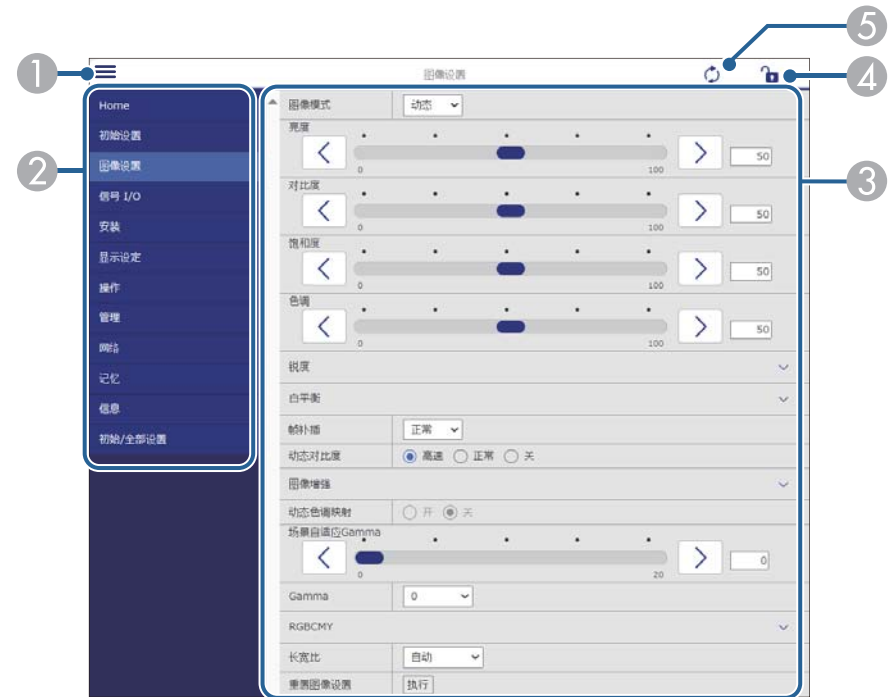 5
1
图像设置
4
2
Home
初始设置
图像设置
信号 I/O
安装
显示设定
操作
管理
网络
记忆
信息
初始/全部设置
3
图像模式 动态
亮度
0 100 50
对比度
0 100 50
饱和度
0 100 50
色调
0 100 50
锐度
白平衡
帧补插 正常
动态对比度 高速 正常 关
图像增强
动态色调映射 开 关
场景自适应Gamma
0 20 0
Gamma 0
RGBCMY
长宽比 自动
重置图像设置 执行